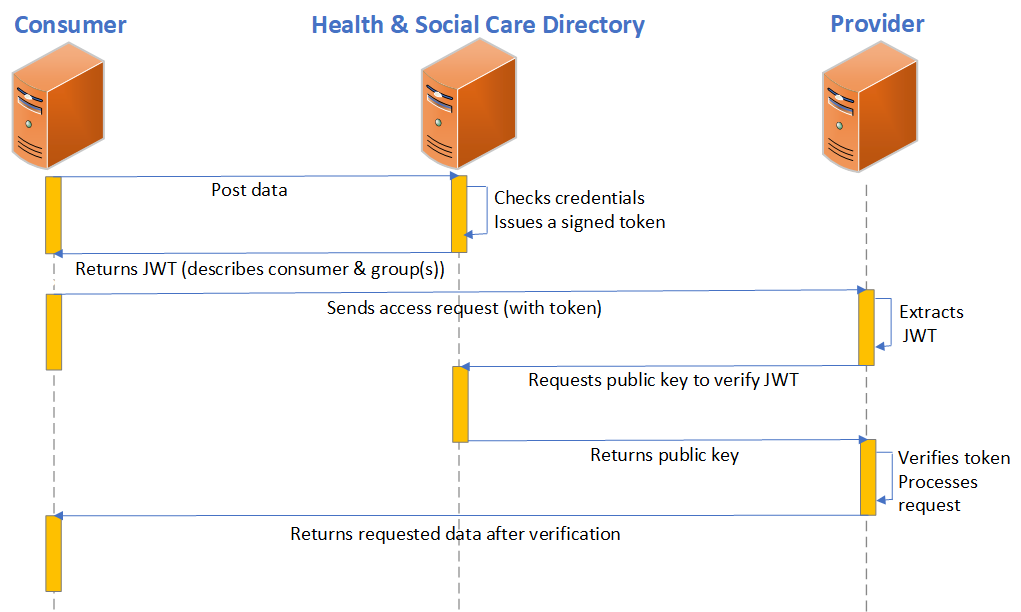 Consumer
Health & Social Care Directory
Provider
Post data
Checks credentials
Issues a signed token
Returns JWT (describes consumer & group(s))
Sends access request (with token)
Extracts
JWT
Requests public key to verify JWT
Returns public key
Verifies token
Processes
request
Returns requested data after verification